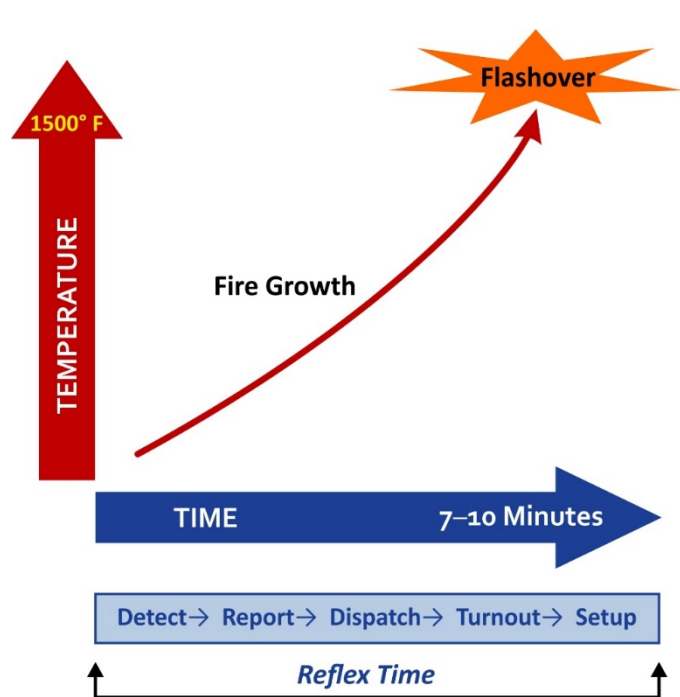 Flashover
1500° F
TEMPERATURE
Fire Growth
TIME 7–10 Minutes
Detect→ Report→ Dispatch→ Turnout→ Setup
Reflex Time